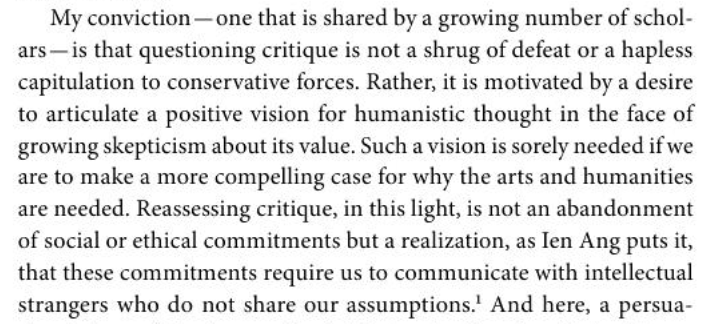 My conviction—one that is shared by a growing number of schol-
ars—is that questioning critique is not a shrug of defeat or a hapless
capitulation to conservative forces. Rather, it is motivated by a desire
to articulate a positive vision for humanistic thought in the face of
growing skepticism about its value. Such a vision is sorely needed if we
are to make a more compelling case for why the arts and humanities
are needed. Reassessing critique, in this light, is not an abandonment
of social or ethical commitments but a realization, as Ien Ang puts it,
that these commitments require us to communicate with intellectual
strangers who do not share our assumptions.¹ And here, a persua-